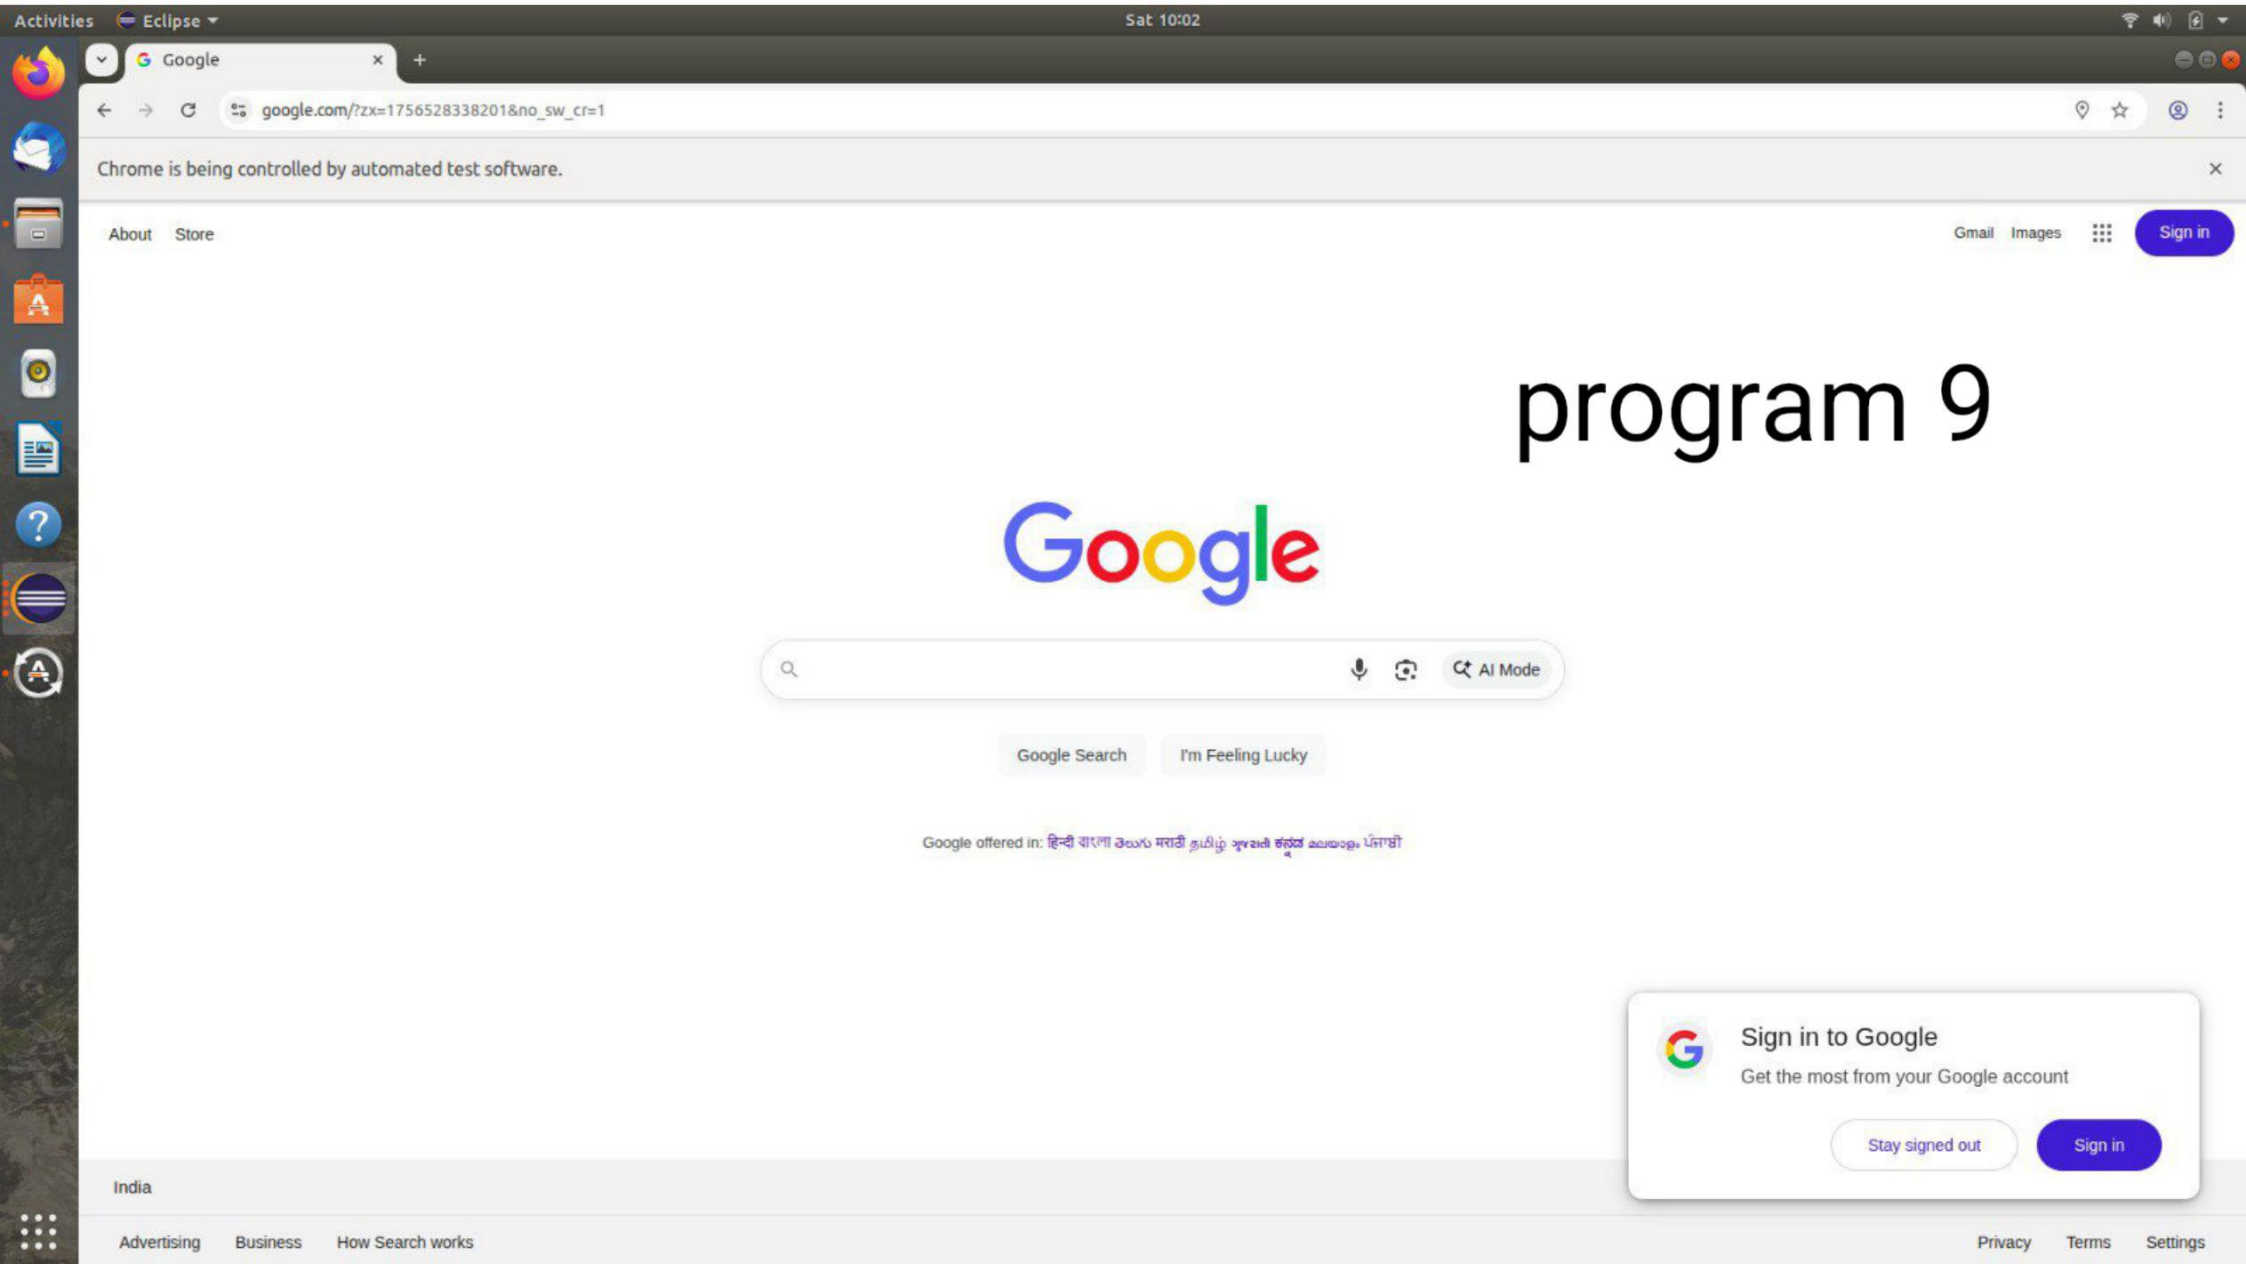 Activities Eclipse Sat 10:02
Google
google.com/?zx=1756528338201&no_sw_cr=1
Chrome is being controlled by automated test software.
About Store Gmail Images Sign in
program 9
Google
AI Mode
Google Search I'm Feeling Lucky
Google offered in: हिन्दी বাংলা తెలుగు मराठी தமிழ் ગુજરાતી ಕನ್ನಡ മലയാളം ਪੰਜਾਬੀ
Sign in to Google
Get the most from your Google account
Stay signed out Sign in
India
Advertising Business How Search works Privacy Terms Settings